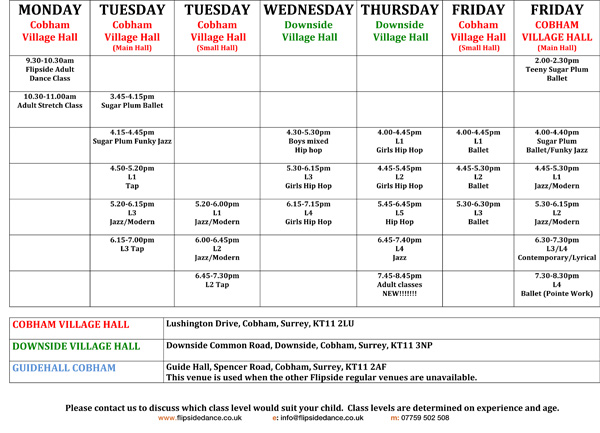 MONDAY TUESDAY TUESDAY WEDNESDAY THURSDAY FRIDAY FRIDAY
Cobham Cobham Cobham Downside Downside Cobham COBHAM
Village Hall Village Hall Village Hall Village Hall Village Hall Village Hall VILLAGE HALL
(Main Hall) (Small Hall) (Small Hall) (Main Hall)
9.30-10.30am 2.00-2.30pm
Flipside Adult Teeny Sugar Plum
Dance Class Ballet
10.30-11.00am 3.45-4.15pm
Adult Stretch Class Sugar Plum Ballet
4.15-4.45pm 4.30-5.30pm 4.00-4.45pm 4.00-4.45pm 4.00-4.40pm
Sugar Plum Funky Jazz Boys mixed L1 L1 Sugar Plum
Hip hop Girls Hip Hop Ballet Ballet/Funky Jazz
4.50-5.20pm 5.30-6.15pm 4.45-5.45pm 4.45-5.30pm 4.45-5.30pm
L1 L3 L2 L2 L1
Tap Girls Hip Hop Girls Hip Hop Ballet Jazz/Modern
5.20-6.15pm 5.20-6.00pm 6.15-7.15pm 5.45-6.45pm 5.30-6.30pm 5.30-6.15pm
L3 L1 L4 L5 L3 L2
Jazz/Modern Jazz/Modern Girls Hip Hop Hip Hop Ballet Jazz/Modern
6.15-7.00pm 6.00-6.45pm 6.45-7.40pm 6.30-7.30pm
L3 Tap L2 L4 L3/L4
Jazz/Modern Jazz Contemporary/Lyrical
6.45-7.30pm 7.45-8.45pm 7.30-8.30pm
L2 Tap Adult classes L4
NEW!!!!!!! Ballet (Pointe Work)
COBHAM VILLAGE HALL Lushington Drive, Cobham, Surrey, KT11 2LU
DOWNSIDE VILLAGE HALL Downside Common Road, Downside, Cobham, Surrey, KT11 3NP
GUIDEHALL COBHAM Guide Hall, Spencer Road, Cobham, Surrey, KT11 2AF
This venue is used when the other Flipside regular venues are unavailable.
Please contact us to discuss which class level would suit your child. Class levels are determined on experience and age.
www.flipsidedance.co.uk e: info@flipsidedance.co.uk m: 07759 502 508